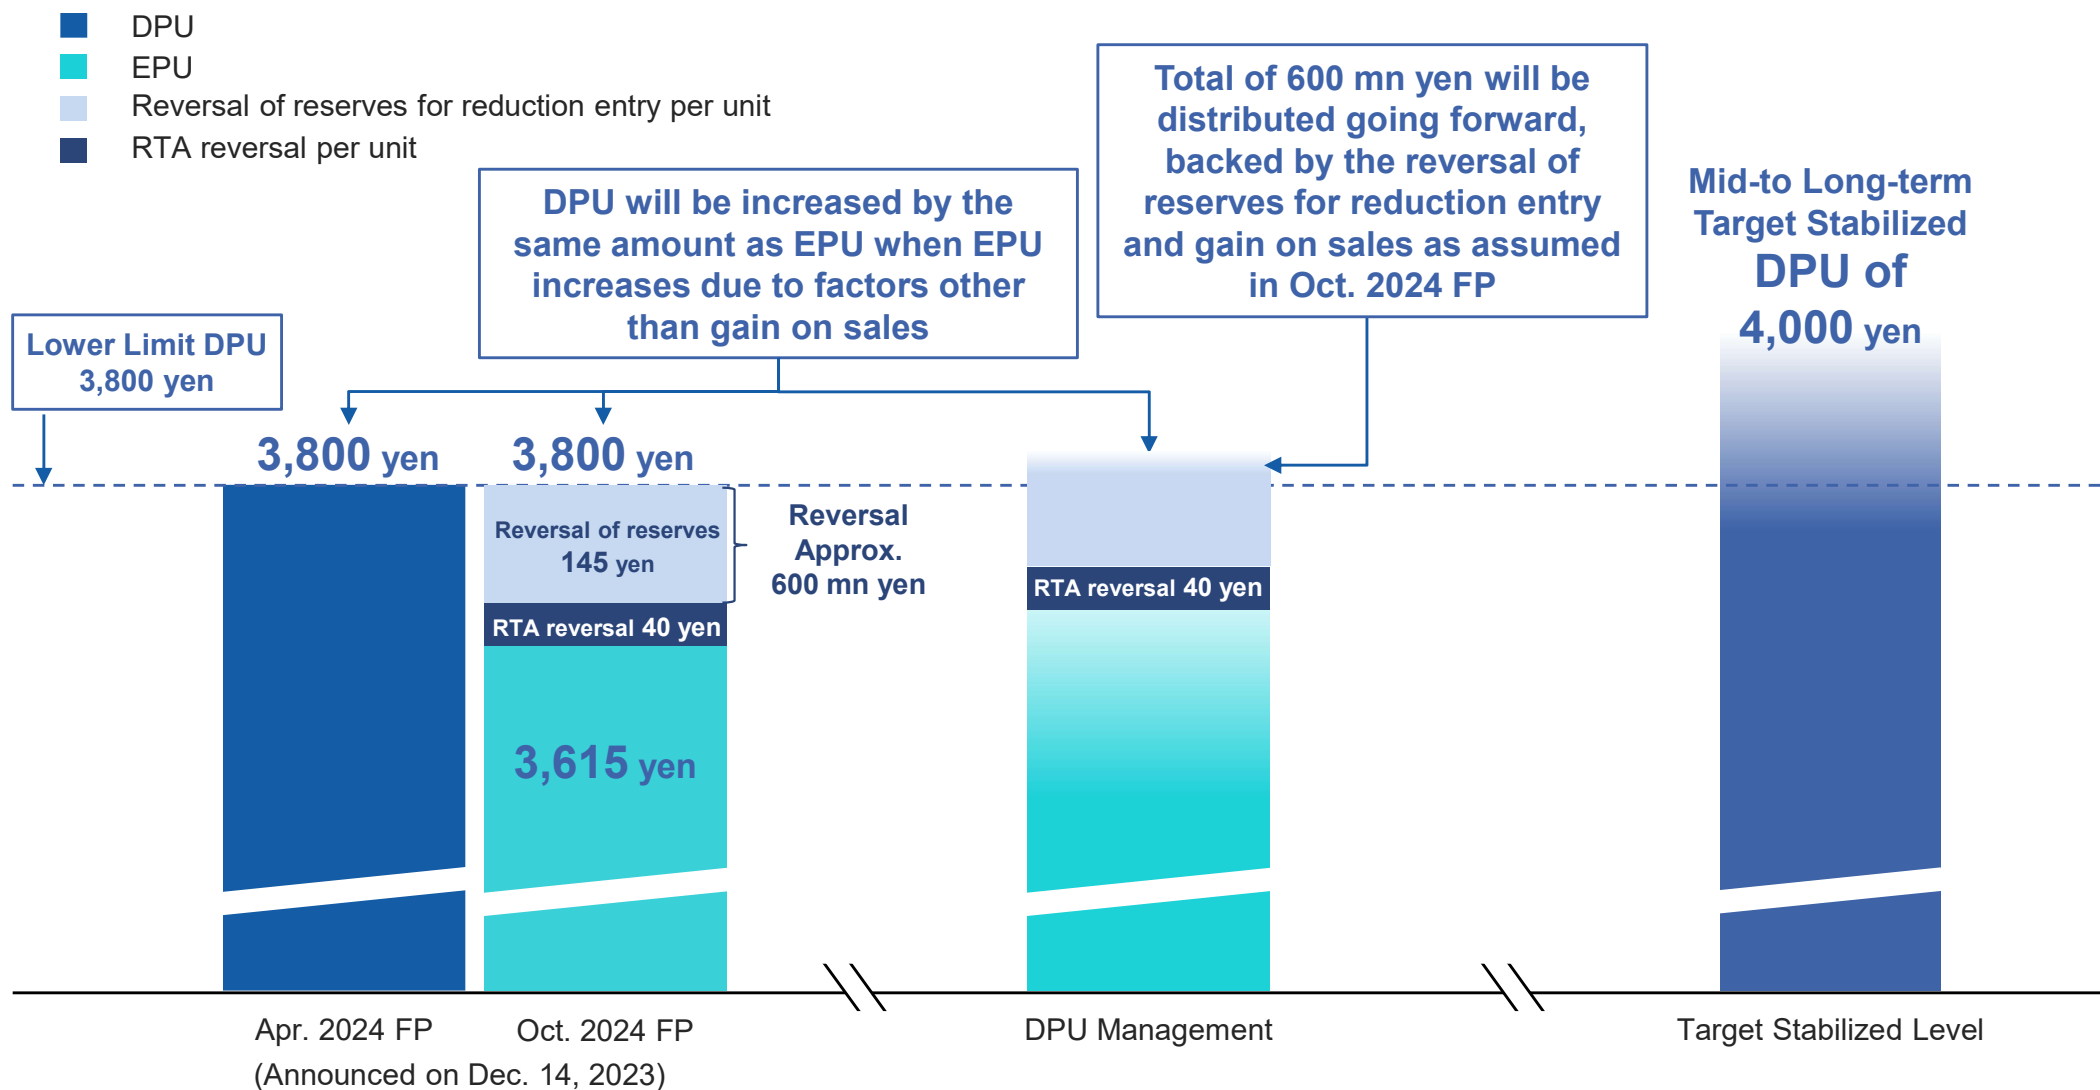 DPU
EPU
Reversal of reserves for reduction entry per unit
RTA reversal per unit
DPU will be increased by the
same amount as EPU when EPU
increases due to factors other
than gain on sales
Total of 600 mn yen will be
distributed going forward,
backed by the reversal of
reserves for reduction entry
and gain on sales as assumed
in Oct. 2024 FP
Mid-to Long-term
Target Stabilized
DPU of
4,000 yen
Lower Limit DPU
3,800 yen
3,800 yen
3,800 yen
Reversal of reserves
145 yen
RTA reversal 40 yen
3,615 yen
Reversal
Approx.
600 mn yen
RTA reversal 40 yen
Apr. 2024 FP
Oct. 2024 FP
(Announced on Dec. 14, 2023)
DPU Management
Target Stabilized Level